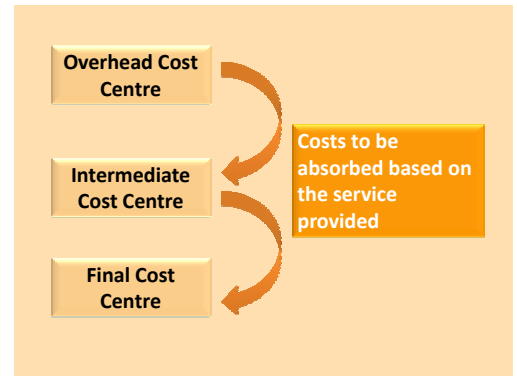 Overhead Cost
Centre
Costs to be
absorbed based on
the service
provided
Intermediate
Cost Centre
Final Cost
Centre